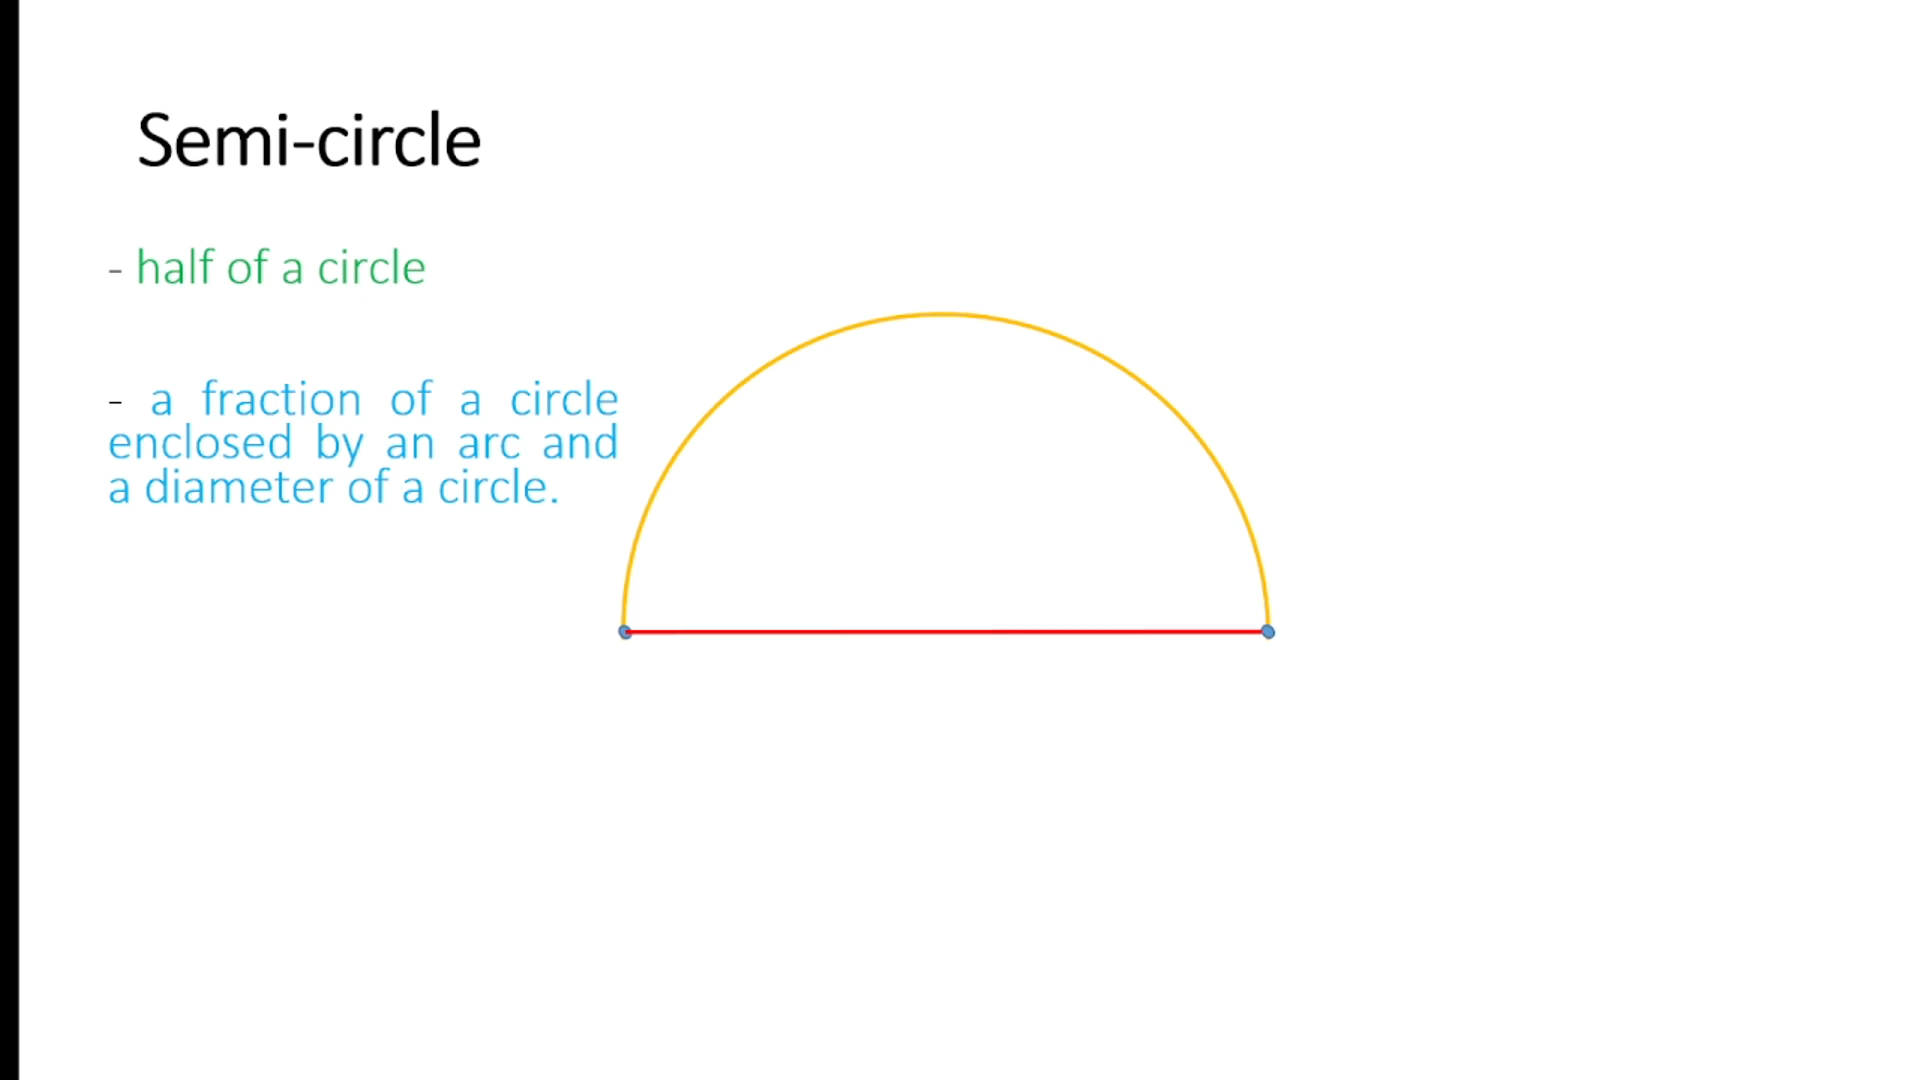 Semi-circle
- half of a circle
- a fraction of a circle
enclosed by an arc and
a diameter of a circle.